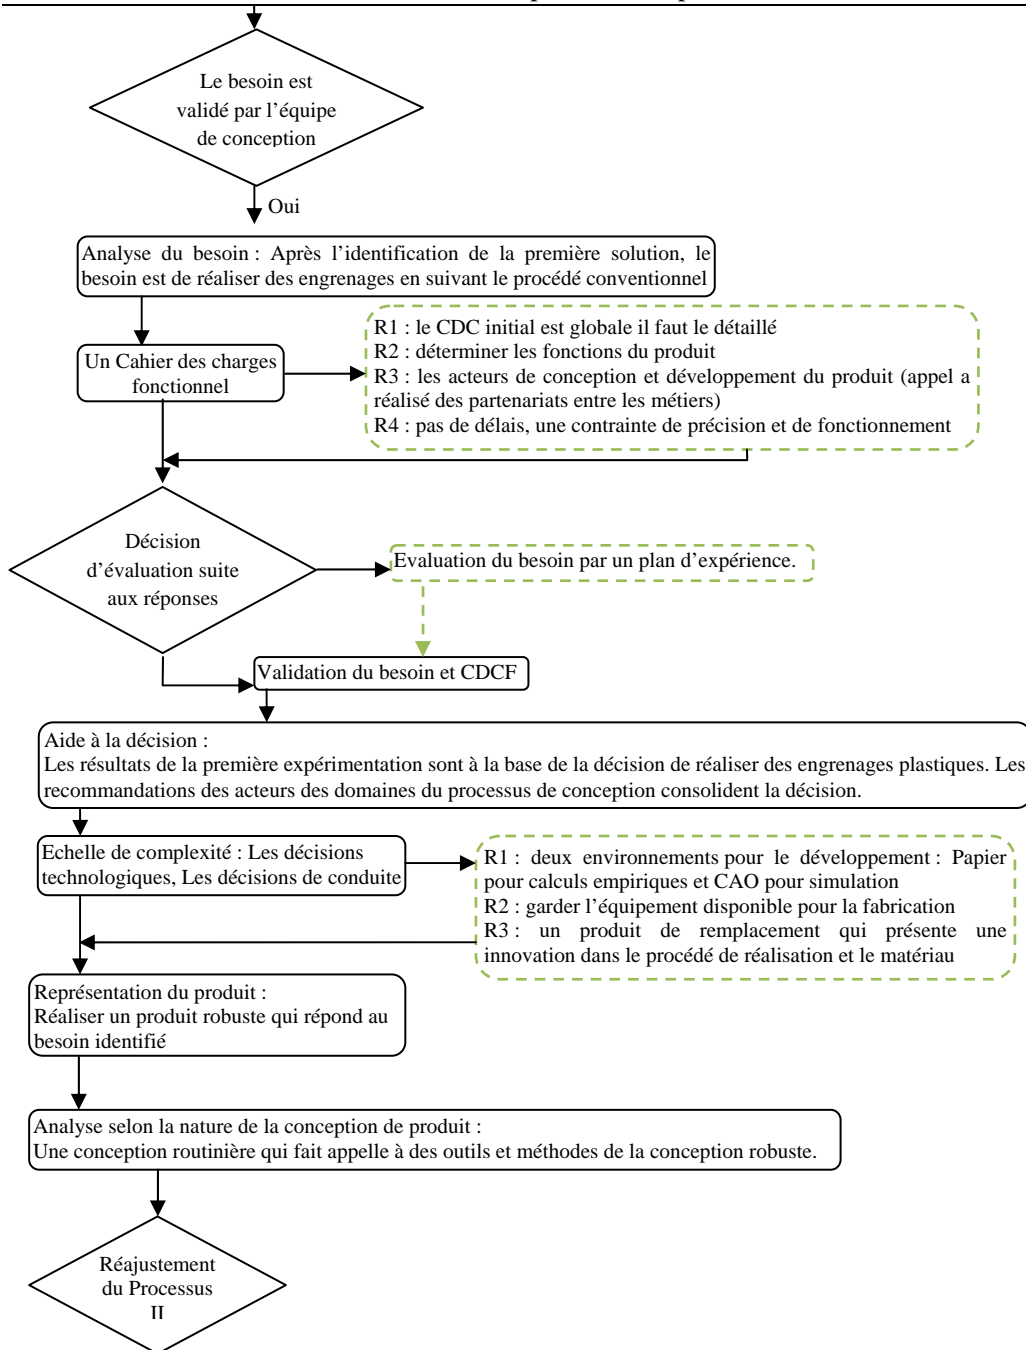 Le besoin est
validé par l’équipe
de conception
Oui
Analyse du besoin : Après l’identification de la première solution, le
besoin est de réaliser des engrenages en suivant le procédé conventionnel
R1 : le CDC initial est globale il faut le détaillé
R2 : déterminer les fonctions du produit
R3 : les acteurs de conception et développement du produit (appel a
réalisé des partenariats entre les métiers)
R4 : pas de délais, une contrainte de précision et de fonctionnement
Un Cahier des charges
fonctionnel
Décision
d’évaluation suite
aux réponses
Evaluation du besoin par un plan d’expérience.
Validation du besoin et CDCF
Aide à la décision :
Les résultats de la première expérimentation sont à la base de la décision de réaliser des engrenages plastiques. Les
recommandations des acteurs des domaines du processus de conception consolident la décision.
Echelle de complexité : Les décisions
technologiques, Les décisions de conduite
R1 : deux environnements pour le développement : Papier
pour calculs empiriques et CAO pour simulation
R2 : garder l’équipement disponible pour la fabrication
R3 : un produit de remplacement qui présente une
innovation dans le procédé de réalisation et le matériau
Représentation du produit :
Réaliser un produit robuste qui répond au
besoin identifié
Analyse selon la nature de la conception de produit :
Une conception routinière qui fait appelle à des outils et méthodes de la conception robuste.
Réajustement
du Processus
II